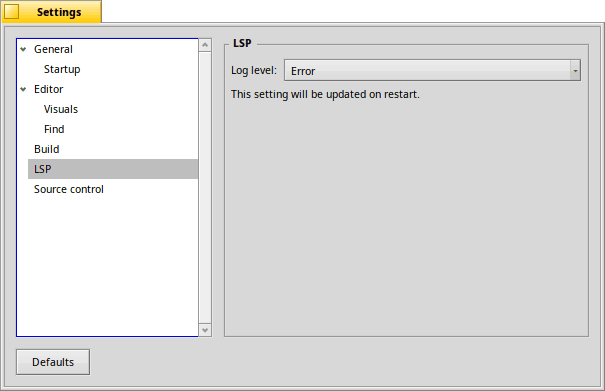 Settings
General
Startup
Editor
Visuals
Find
Build
LSP
Source control
LSP
Log level: Error
This setting will be updated on restart.
Defaults